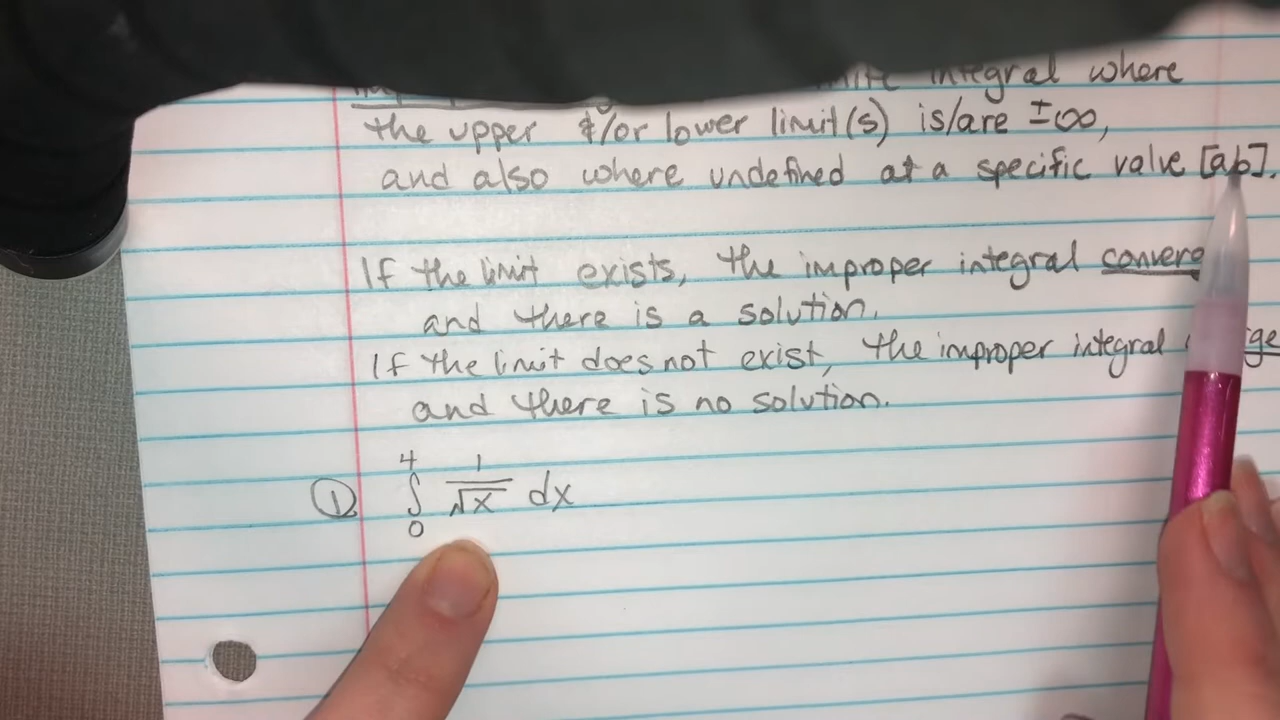 integral where
the upper &/or lower limit(s) is/are ±∞,
and also where undefined at a specific value [a,b].
If the limit exists, the improper integral
and there is a solution.
If the limit does not exist, the improper integral
and there is no solution.
① ∫₀⁴ 1/√x dx